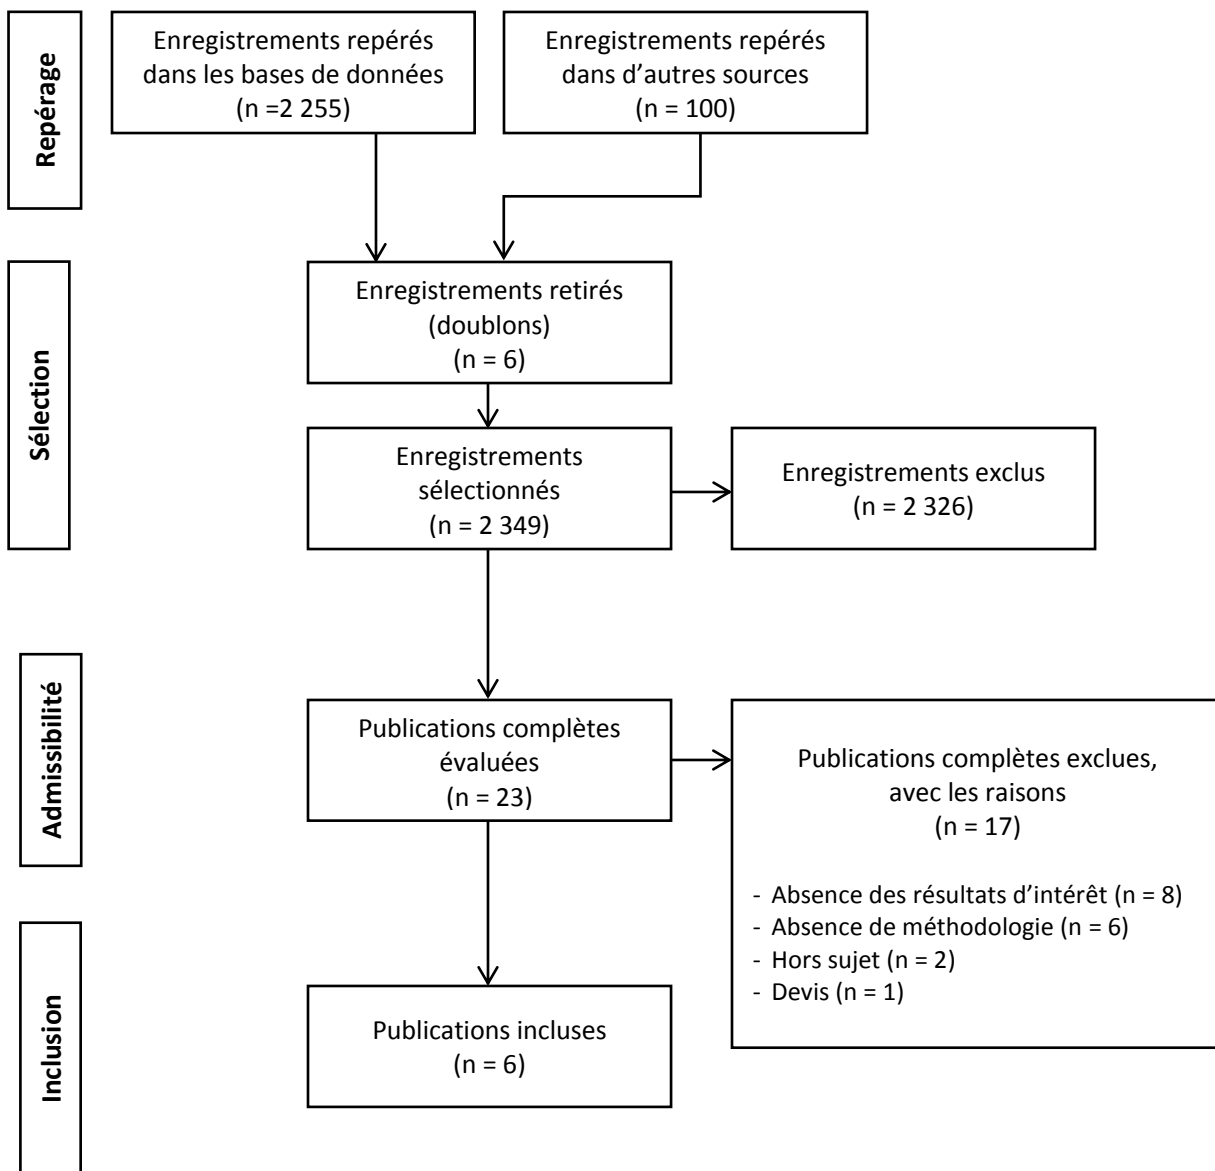 Repérage
Enregistrements repérés
dans les bases de données
(n =2 255)
Enregistrements repérés
dans d’autres sources
(n = 100)
Sélection
Enregistrements retirés
(doublons)
(n = 6)
Enregistrements
sélectionnés
(n = 2 349)
Enregistrements exclus
(n = 2 326)
Admissibilité
Publications complètes
évaluées
(n = 23)
Publications complètes exclues,
avec les raisons
(n = 17)
- Absence des résultats d’intérêt (n = 8)
- Absence de méthodologie (n = 6)
- Hors sujet (n = 2)
- Devis (n = 1)
Inclusion
Publications incluses
(n = 6)